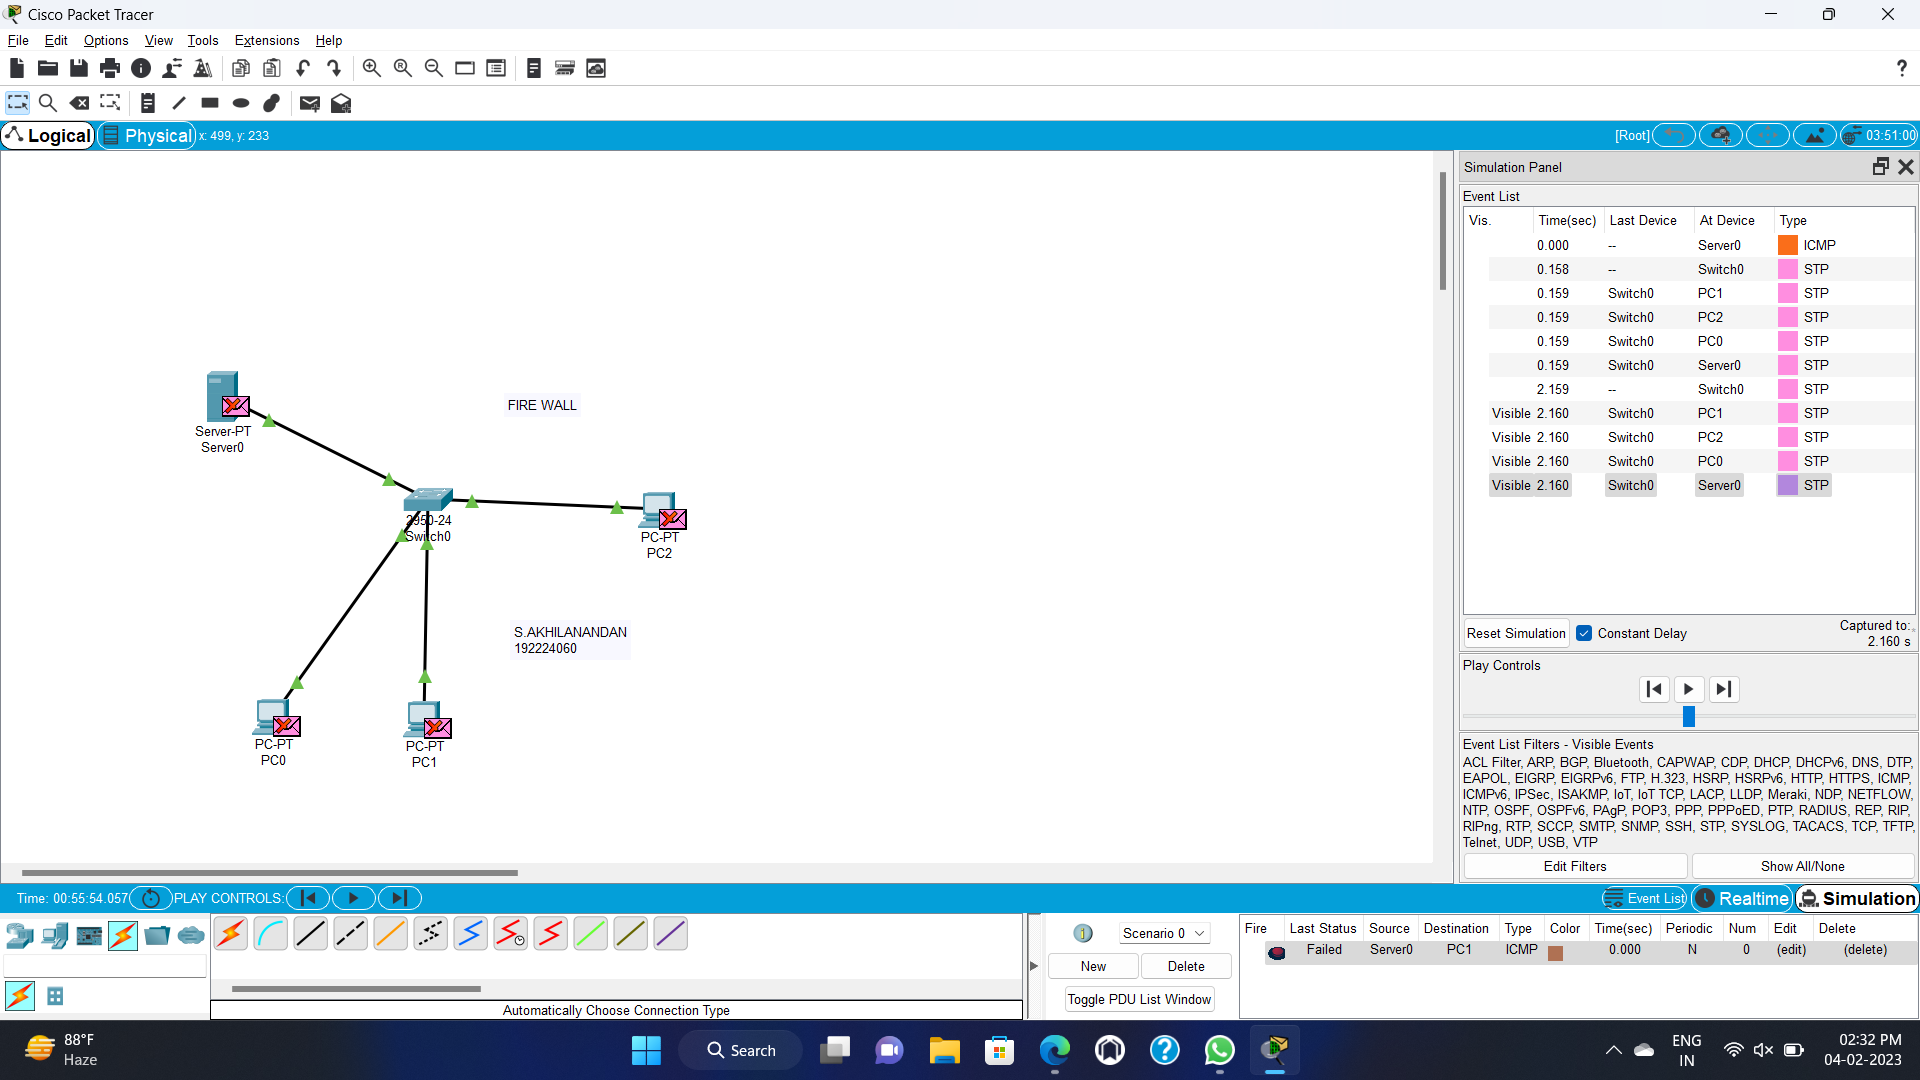 Cisco Packet Tracer
File Edit Options View Tools Extensions Help
Logical Physical x: 499, y: 233
[Root] 03:51:00
FIRE WALL
Server-PT
Server0
2950-24
Switch0
PC-PT
PC2
S.AKHILANANDAN
192224060
PC-PT
PC0
PC-PT
PC1
Simulation Panel
Event List
Vis. Time(sec) Last Device At Device Type
0.000 -- Server0 ICMP
0.158 -- Switch0 STP
0.159 Switch0 PC1 STP
0.159 Switch0 PC2 STP
0.159 Switch0 PC0 STP
0.159 Switch0 Server0 STP
2.159 -- Switch0 STP
Visible 2.160 Switch0 PC1 STP
Visible 2.160 Switch0 PC2 STP
Visible 2.160 Switch0 PC0 STP
Visible 2.160 Switch0 Server0 STP
Reset Simulation Constant Delay Captured to:
2.160 s
Play Controls
Event List Filters - Visible Events
ACL Filter, ARP, BGP, Bluetooth, CAPWAP, CDP, DHCP, DHCPv6, DNS, DTP,
EAPOL, EIGRP, EIGRPv6, FTP, H.323, HSRP, HSRPv6, HTTP, HTTPS, ICMP,
ICMPv6, IPSec, ISAKMP, IoT, IoT TCP, LACP, LLDP, Meraki, NDP, NETFLOW,
NTP, OSPF, OSPFv6, PAgP, POP3, PPP, PPPoED, PTP, RADIUS, REP, RIP,
RIPng, RTP, SCCP, SMTP, SNMP, SSH, STP, SYSLOG, TACACS, TCP, TFTP,
Telnet, UDP, USB, VTP
Edit Filters Show All/None
Time: 00:55:54.057 PLAY CONTROLS: Event List Realtime Simulation
Automatically Choose Connection Type
Scenario 0
New Delete
Toggle PDU List Window
Fire Last Status Source Destination Type Color Time(sec) Periodic Num Edit Delete
Failed Server0 PC1 ICMP 0.000 N 0 (edit) (delete)
88°F
Haze
Search
ENG
IN
02:32 PM
04-02-2023